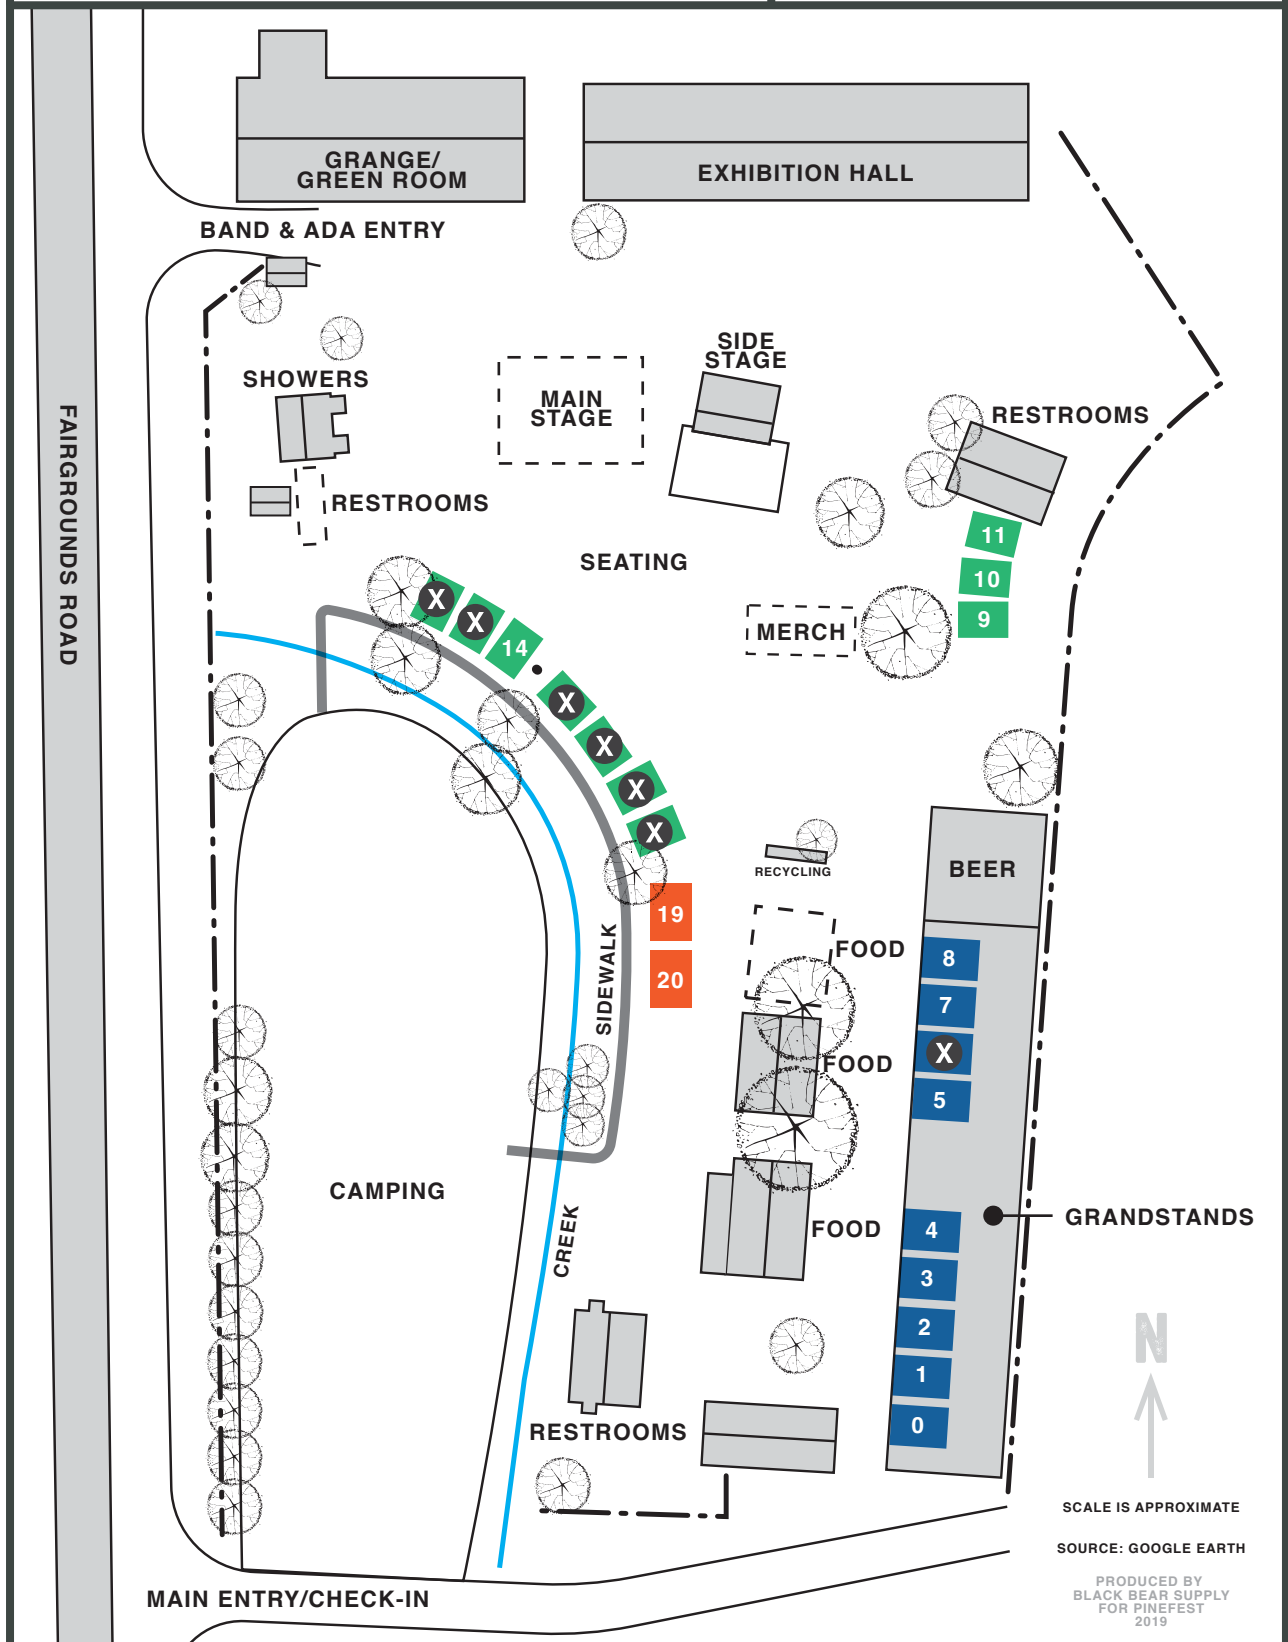 GRANGE/
GREEN ROOM
EXHIBITION HALL
BAND & ADA ENTRY
SIDE
STAGE
SHOWERS
MAIN
STAGE
RESTROOMS
FAIRGROUNDS ROAD
RESTROOMS
11
SEATING
10
X
X
14
9
MERCH
X
X
X
X
BEER
RECYCLING
19
SIDEWALK
FOOD
8
20
7
FOOD
X
5
CAMPING
CREEK
FOOD
4
GRANDSTANDS
3
2
N
1
RESTROOMS
0
SCALE IS APPROXIMATE
SOURCE: GOOGLE EARTH
MAIN ENTRY/CHECK-IN
PRODUCED BY
BLACK BEAR SUPPLY
FOR PINEFEST
2019